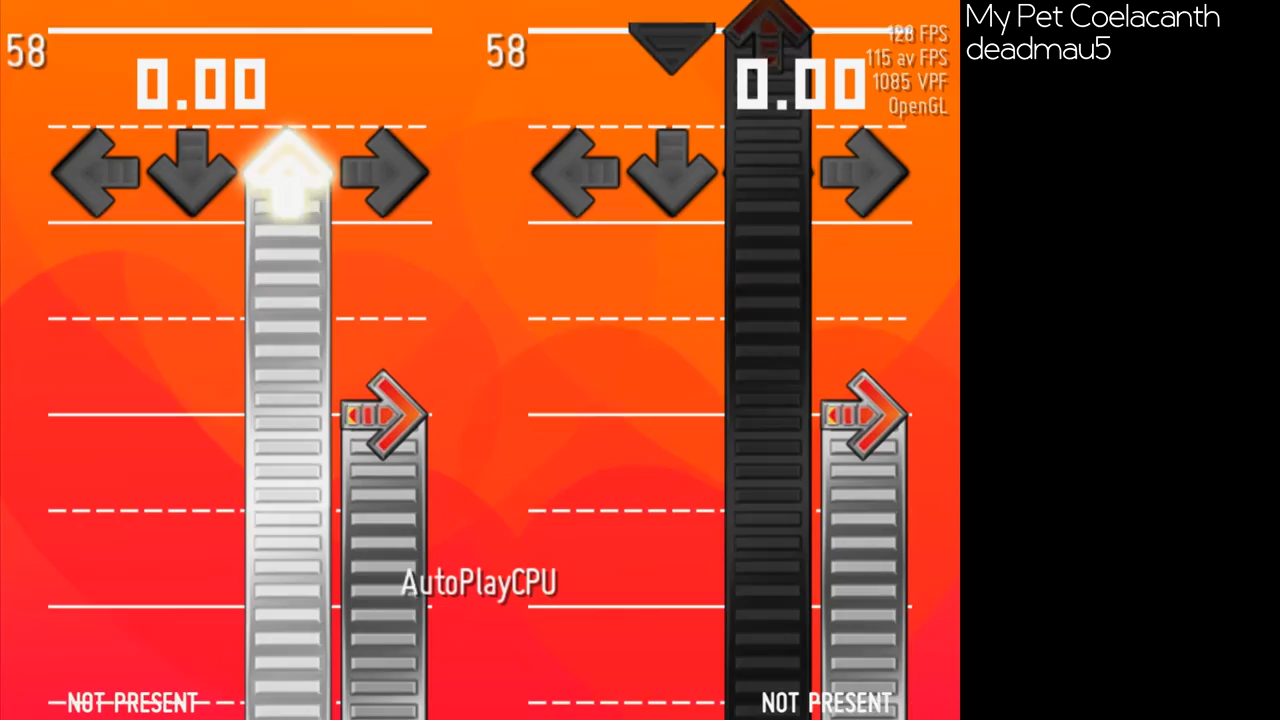 58
0.00
58
0.00
128 FPS
115 av FPS
1085 VPF
OpenGL
My Pet Coelacanth
deadmau5
AutoPlayCPU
NOT PRESENT
NOT PRESENT